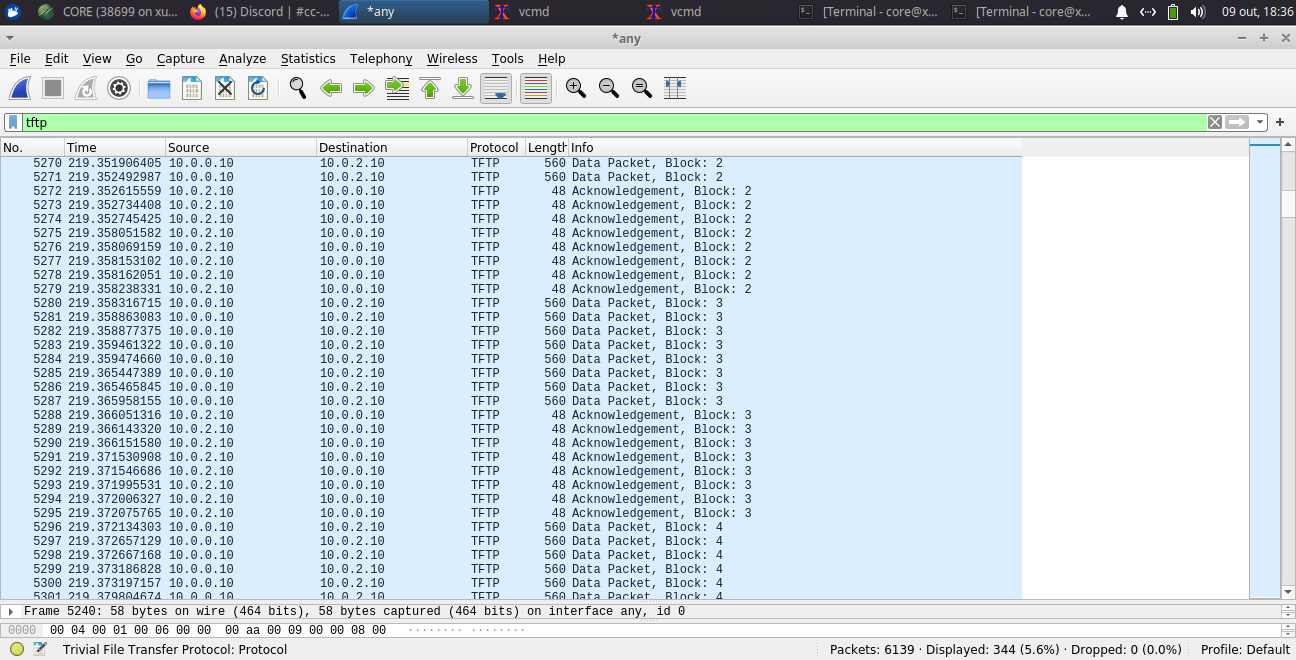 CORE (38699 on xu... (15) Discord | #cc-... *any vcmd vcmd [Terminal - core@x... [Terminal - core@x... 09 out, 18:36
*any
File Edit View Go Capture Analyze Statistics Telephony Wireless Tools Help
tftp
No. Time Source Destination Protocol Length Info
5270 219.351906405 10.0.0.10 10.0.2.10 TFTP 560 Data Packet, Block: 2
5271 219.352492987 10.0.0.10 10.0.2.10 TFTP 560 Data Packet, Block: 2
5272 219.352615559 10.0.2.10 10.0.0.10 TFTP 48 Acknowledgement, Block: 2
5273 219.352734408 10.0.2.10 10.0.0.10 TFTP 48 Acknowledgement, Block: 2
5274 219.352745425 10.0.2.10 10.0.0.10 TFTP 48 Acknowledgement, Block: 2
5275 219.358051582 10.0.2.10 10.0.0.10 TFTP 48 Acknowledgement, Block: 2
5276 219.358069159 10.0.2.10 10.0.0.10 TFTP 48 Acknowledgement, Block: 2
5277 219.358153102 10.0.2.10 10.0.0.10 TFTP 48 Acknowledgement, Block: 2
5278 219.358162051 10.0.2.10 10.0.0.10 TFTP 48 Acknowledgement, Block: 2
5279 219.358238331 10.0.2.10 10.0.0.10 TFTP 48 Acknowledgement, Block: 2
5280 219.358316715 10.0.0.10 10.0.2.10 TFTP 560 Data Packet, Block: 3
5281 219.358863083 10.0.0.10 10.0.2.10 TFTP 560 Data Packet, Block: 3
5282 219.358877375 10.0.0.10 10.0.2.10 TFTP 560 Data Packet, Block: 3
5283 219.359461322 10.0.0.10 10.0.2.10 TFTP 560 Data Packet, Block: 3
5284 219.359474660 10.0.0.10 10.0.2.10 TFTP 560 Data Packet, Block: 3
5285 219.365447389 10.0.0.10 10.0.2.10 TFTP 560 Data Packet, Block: 3
5286 219.365465845 10.0.0.10 10.0.2.10 TFTP 560 Data Packet, Block: 3
5287 219.365958155 10.0.0.10 10.0.2.10 TFTP 560 Data Packet, Block: 3
5288 219.366051316 10.0.2.10 10.0.0.10 TFTP 48 Acknowledgement, Block: 3
5289 219.366143320 10.0.2.10 10.0.0.10 TFTP 48 Acknowledgement, Block: 3
5290 219.366151580 10.0.2.10 10.0.0.10 TFTP 48 Acknowledgement, Block: 3
5291 219.371530908 10.0.2.10 10.0.0.10 TFTP 48 Acknowledgement, Block: 3
5292 219.371546686 10.0.2.10 10.0.0.10 TFTP 48 Acknowledgement, Block: 3
5293 219.371995531 10.0.2.10 10.0.0.10 TFTP 48 Acknowledgement, Block: 3
5294 219.372006327 10.0.2.10 10.0.0.10 TFTP 48 Acknowledgement, Block: 3
5295 219.372075765 10.0.2.10 10.0.0.10 TFTP 48 Acknowledgement, Block: 3
5296 219.372134303 10.0.0.10 10.0.2.10 TFTP 560 Data Packet, Block: 4
5297 219.372657129 10.0.0.10 10.0.2.10 TFTP 560 Data Packet, Block: 4
5298 219.372667168 10.0.0.10 10.0.2.10 TFTP 560 Data Packet, Block: 4
5299 219.373186828 10.0.0.10 10.0.2.10 TFTP 560 Data Packet, Block: 4
5300 219.373197157 10.0.0.10 10.0.2.10 TFTP 560 Data Packet, Block: 4
5301 219.379804674 10.0.0.10 10.0.2.10 TFTP 560 Data Packet, Block: 4
Frame 5240: 58 bytes on wire (464 bits), 58 bytes captured (464 bits) on interface any, id 0
0000 00 04 00 01 00 06 00 00 00 aa 00 09 00 00 08 00 ········ ········
Trivial File Transfer Protocol: Protocol Packets: 6139 · Displayed: 344 (5.6%) · Dropped: 0 (0.0%) Profile: Default